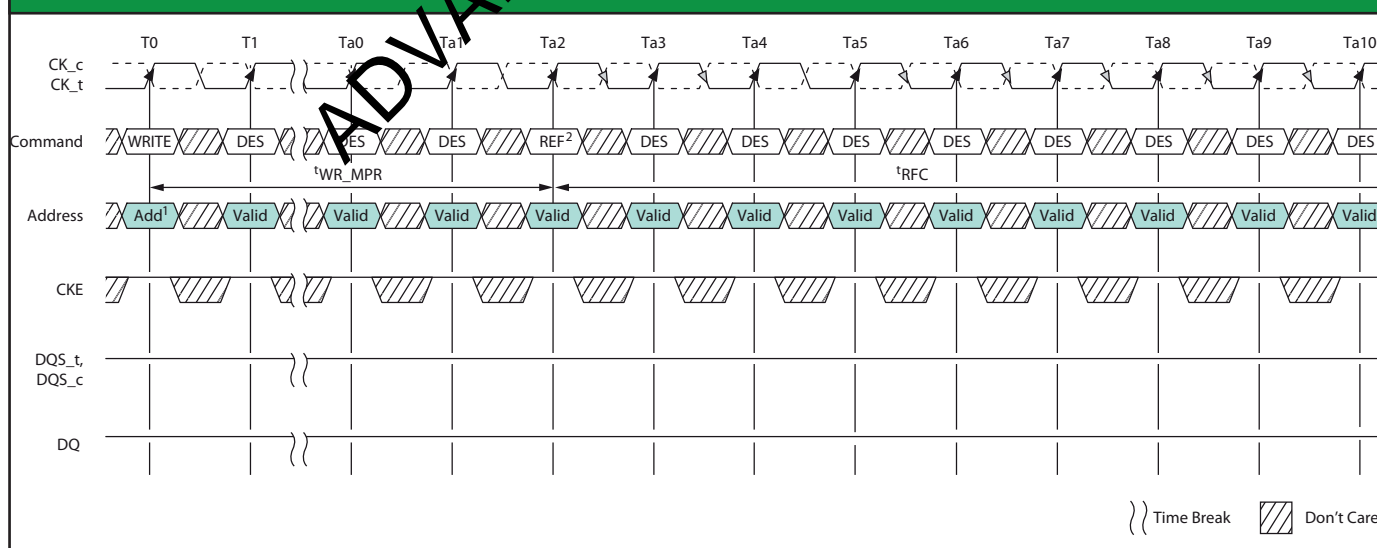 T0 T1 Ta0 Ta1 Ta2 Ta3 Ta4 Ta5 Ta6 Ta7 Ta8 Ta9 Ta10
CK_c
CK_t
Command WRITE DES DES DES REF2 DES DES DES DES DES DES DES DES
tWR_MPR tRFC
Address Add1 Valid Valid Valid Valid Valid Valid Valid Valid Valid Valid Valid Valid
CKE
DQS_t,
DQS_c
DQ
Time Break Don't Care
ADVA